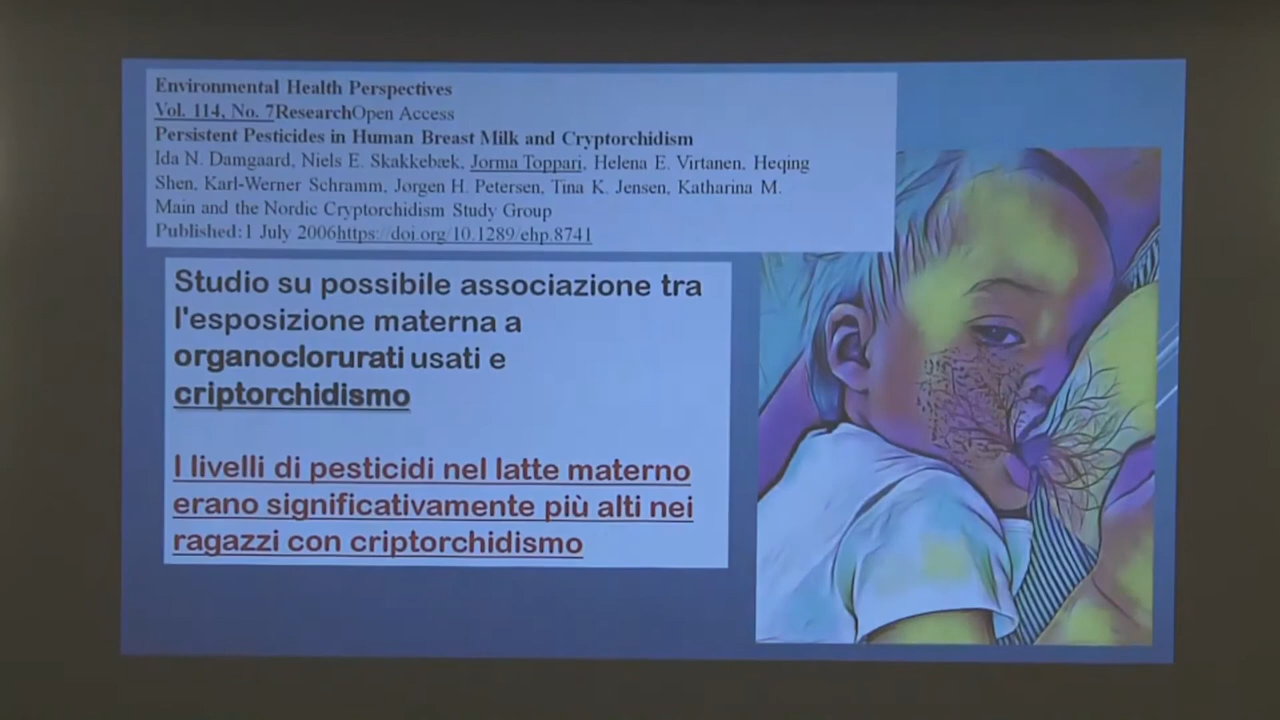 Environmental Health Perspectives
Vol. 114, No. 7ResearchOpen Access
Persistent Pesticides in Human Breast Milk and Cryptorchidism
Ida N. Damgaard, Niels E. Skakkebæk, Jorma Toppari, Helena E. Virtanen, Heqing
Shen, Karl-Werner Schramm, Jørgen H. Petersen, Tina K. Jensen, Katharina M.
Main and the Nordic Cryptorchidism Study Group
Published:1 July 2006https://doi.org/10.1289/ehp.8741
Studio su possibile associazione tra
l'esposizione materna a
organoclorurati usati e
criptorchidismo
I livelli di pesticidi nel latte materno
erano significativamente più alti nei
ragazzi con criptorchidismo